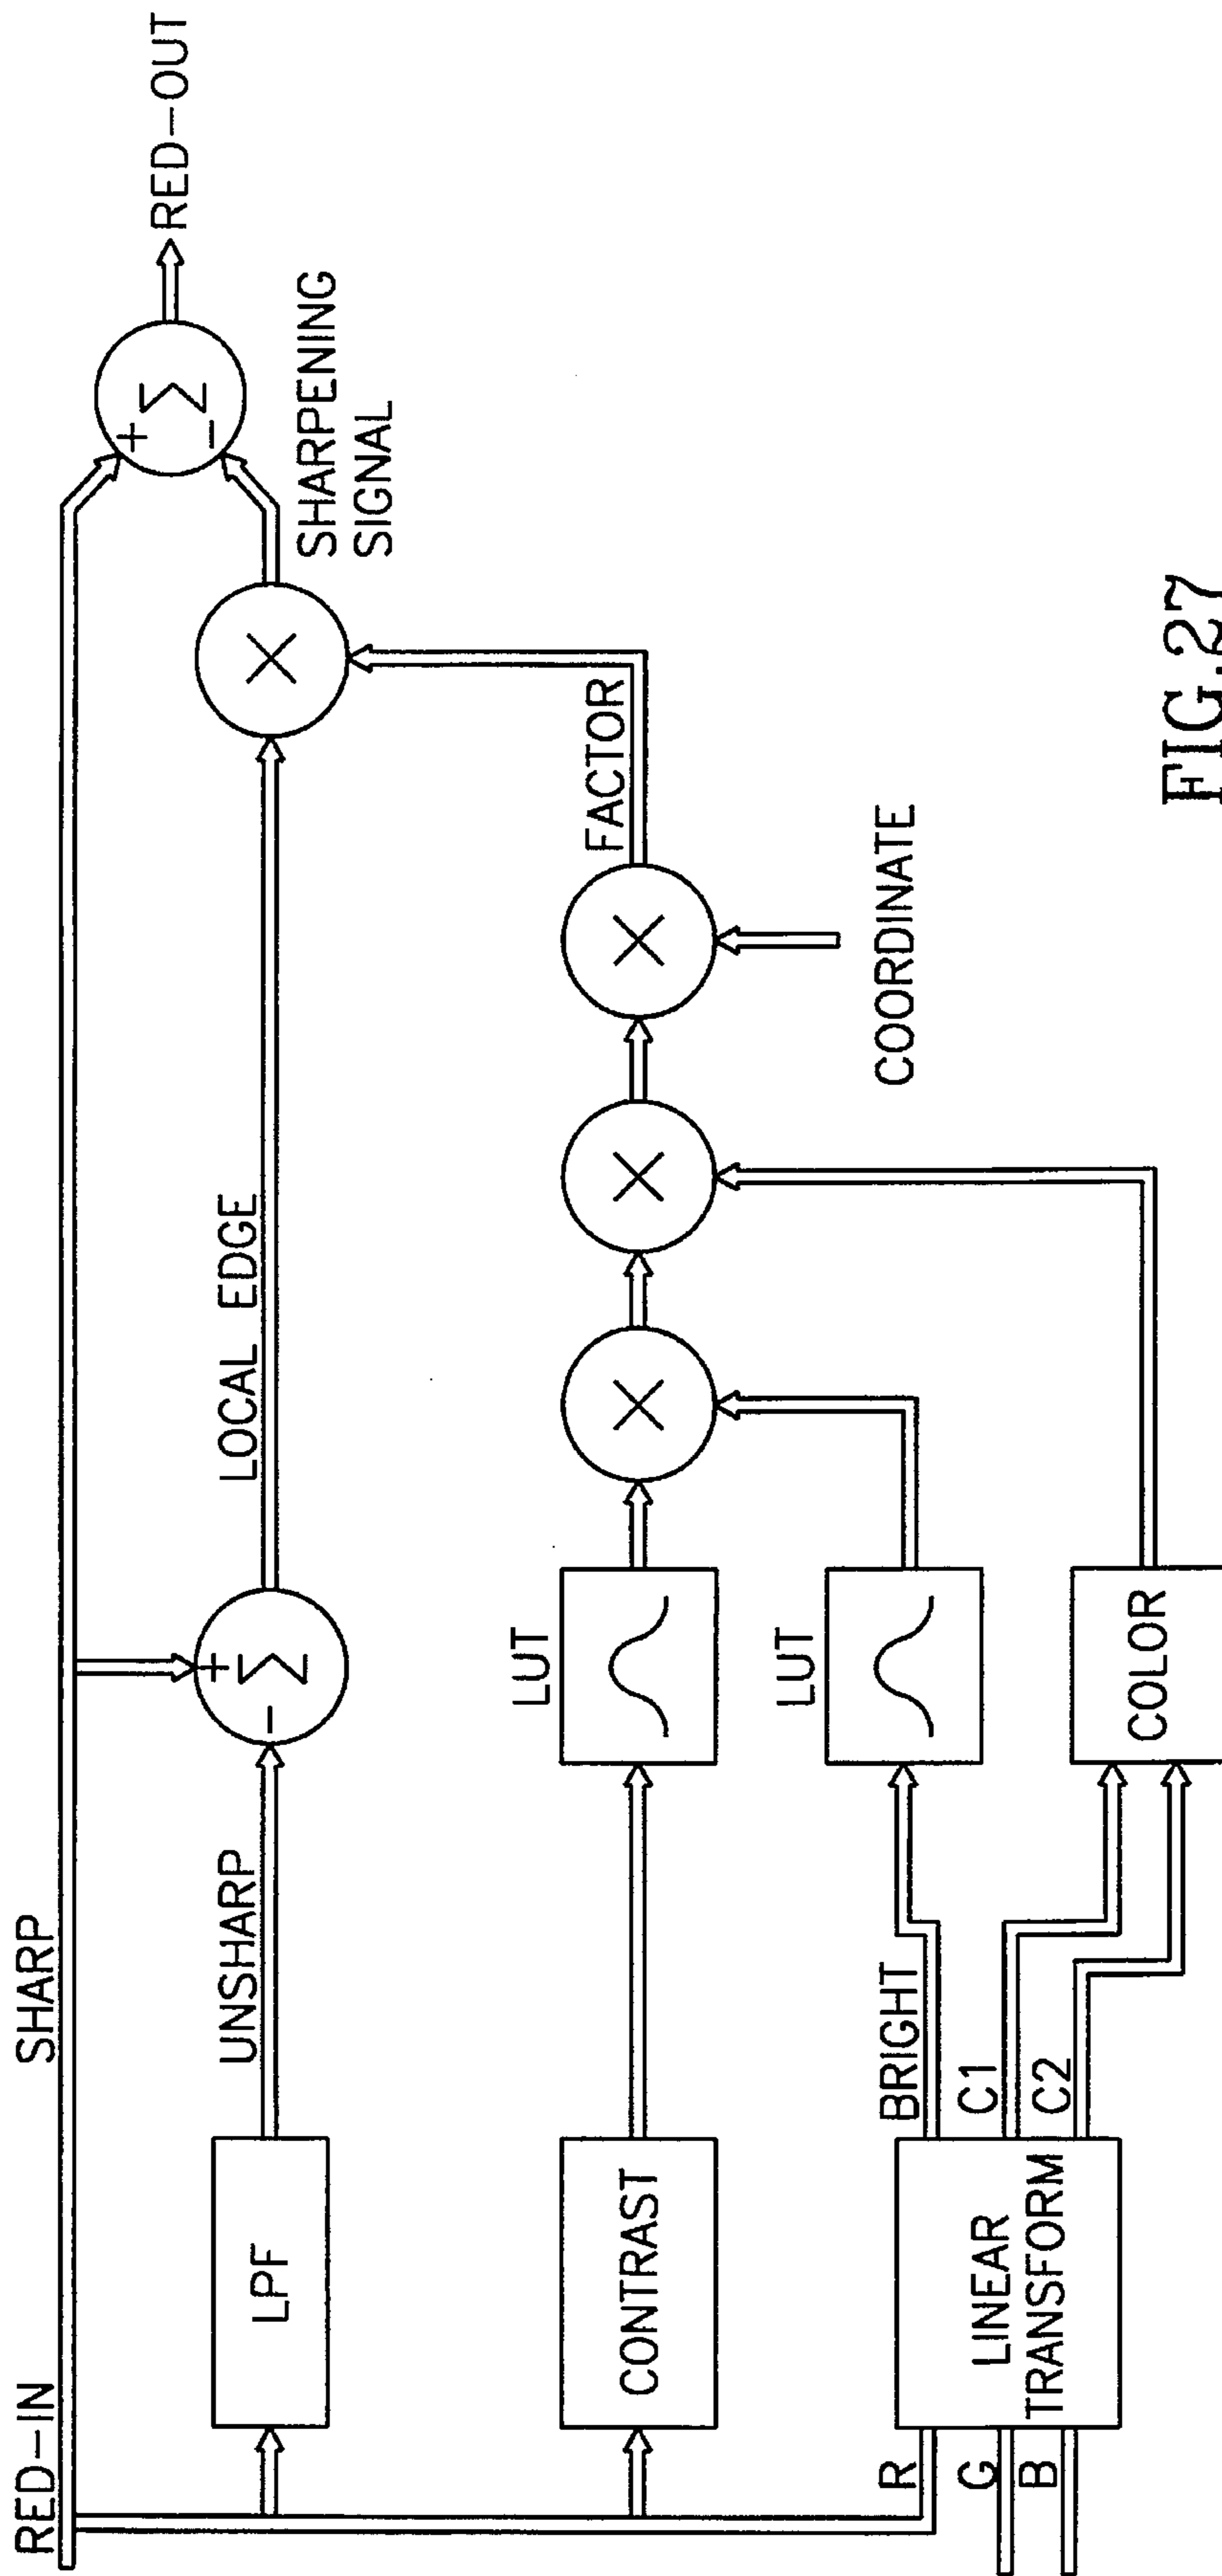 RED-IN
SHARP
LPF
UNSHARP
+
-
Σ
LOCAL EDGE
×
SHARPENING
SIGNAL
+
-
Σ
RED-OUT
CONTRAST
LUT
×
×
×
FACTOR
COORDINATE
R
G
B
LINEAR
TRANSFORM
BRIGHT
C1
C2
LUT
COLOR
FIG.27